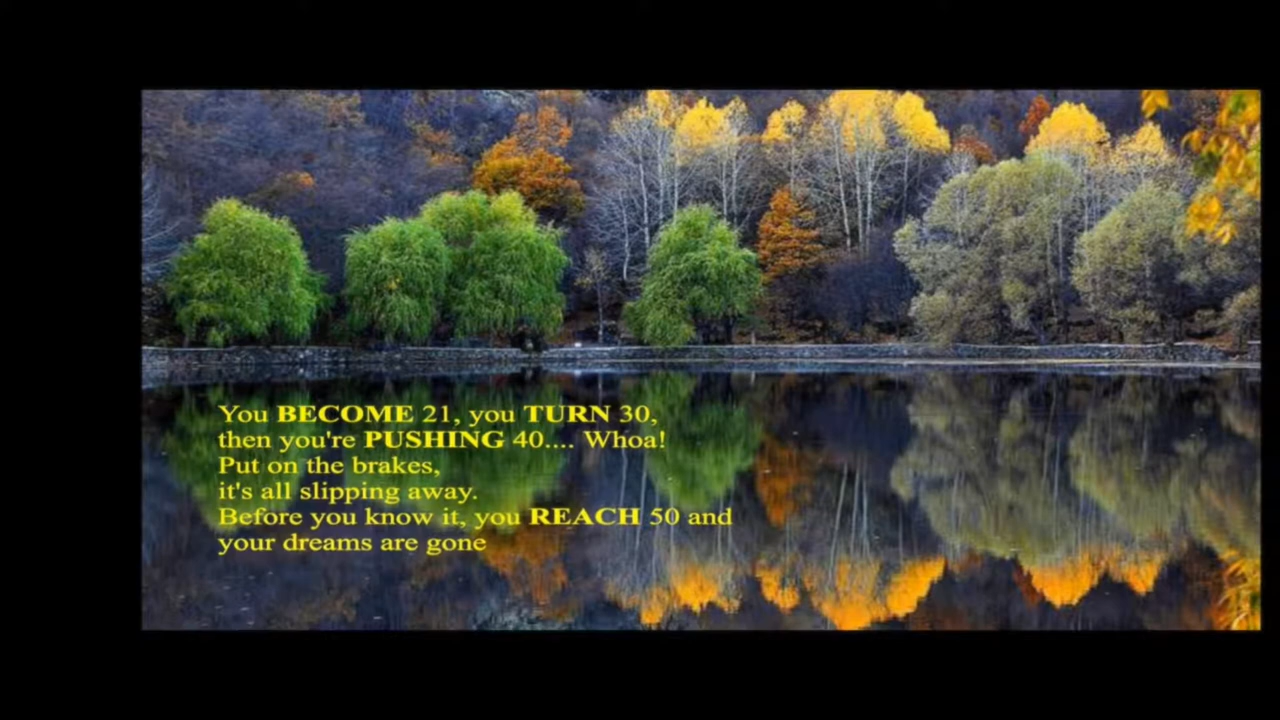 You BECOME 21, you TURN 30,
then you're PUSHING 40.... Whoa!
Put on the brakes,
it's all slipping away.
Before you know it, you REACH 50 and
your dreams are gone